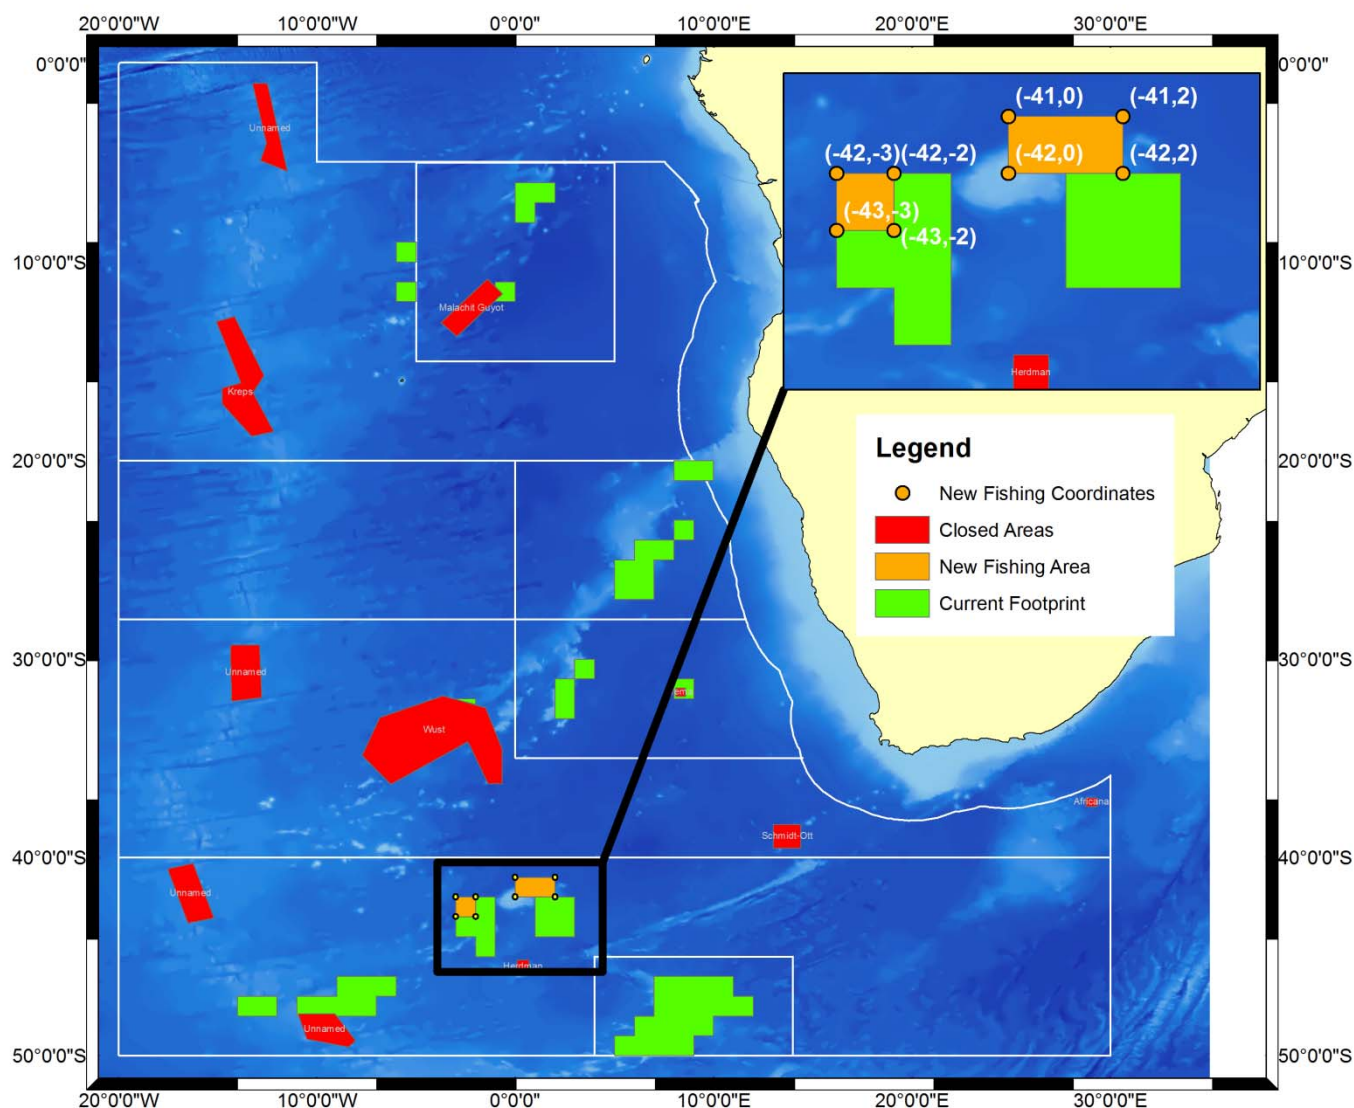 20°0'0"W 10°0'0"W 0°0'0" 10°0'0"E 20°0'0"E 30°0'0"E
0°0'0" 0°0'0"
(-41,0) (-41,2)
Unnamed
(-42,-3) (-42,-2) (-42,0) (-42,2)
(-43,-3)
(-43,-2)
10°0'0"S 10°0'0"S
Malachit Guyot
Herdman
Kreps
Legend
20°0'0"S 20°0'0"S
New Fishing Coordinates
Closed Areas
New Fishing Area
Current Footprint
30°0'0"S 30°0'0"S
Unnamed
Wust
Africana
Schmidt-Ott
40°0'0"S 40°0'0"S
Unnamed
Herdman
Unnamed
50°0'0"S 50°0'0"S
20°0'0"W 10°0'0"W 0°0'0" 10°0'0"E 20°0'0"E 30°0'0"E